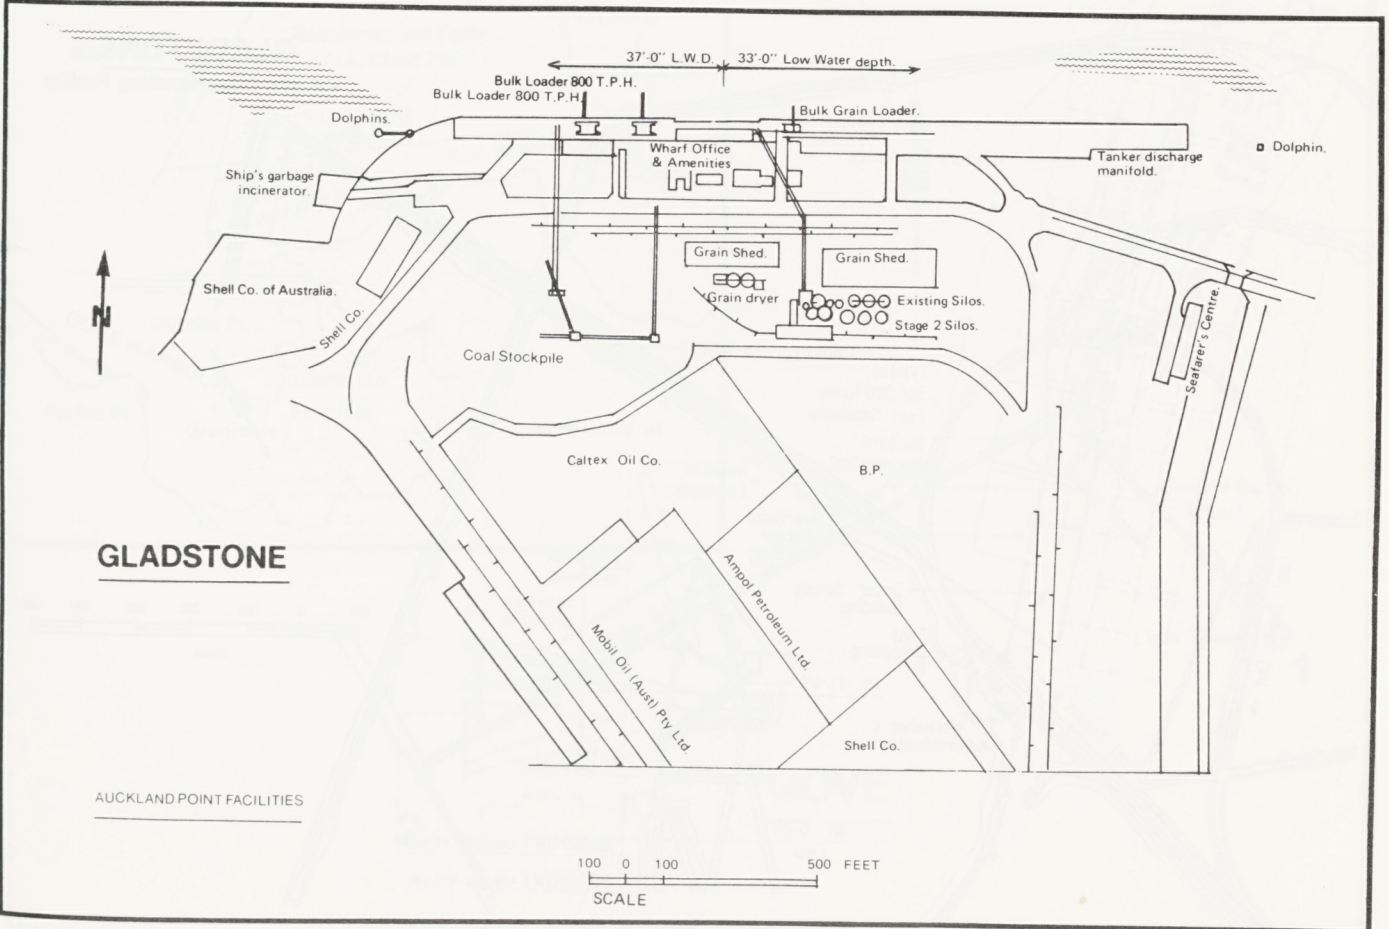 37'-0" L.W.D. 33'-0" Low Water depth.
Bulk Loader 800 T.P.H.
Bulk Loader 800 T.P.H.
Dolphins.
Bulk Grain Loader.
Wharf Office
& Amenities
Tanker discharge
manifold.
Dolphin.
Ship's garbage
incinerator.
Grain Shed.
Grain Shed.
Shell Co. of Australia.
Grain dryer
Existing Silos.
Stage 2 Silos.
N
Shell Co.
Coal Stockpile
Seafarer's Centre.
Caltex Oil Co.
B.P.
GLADSTONE
Ampol Petroleum Ltd.
Mobil Oil (Aust) Pty Ltd.
Shell Co.
AUCKLAND POINT FACILITIES
100 0 100 500 FEET
SCALE